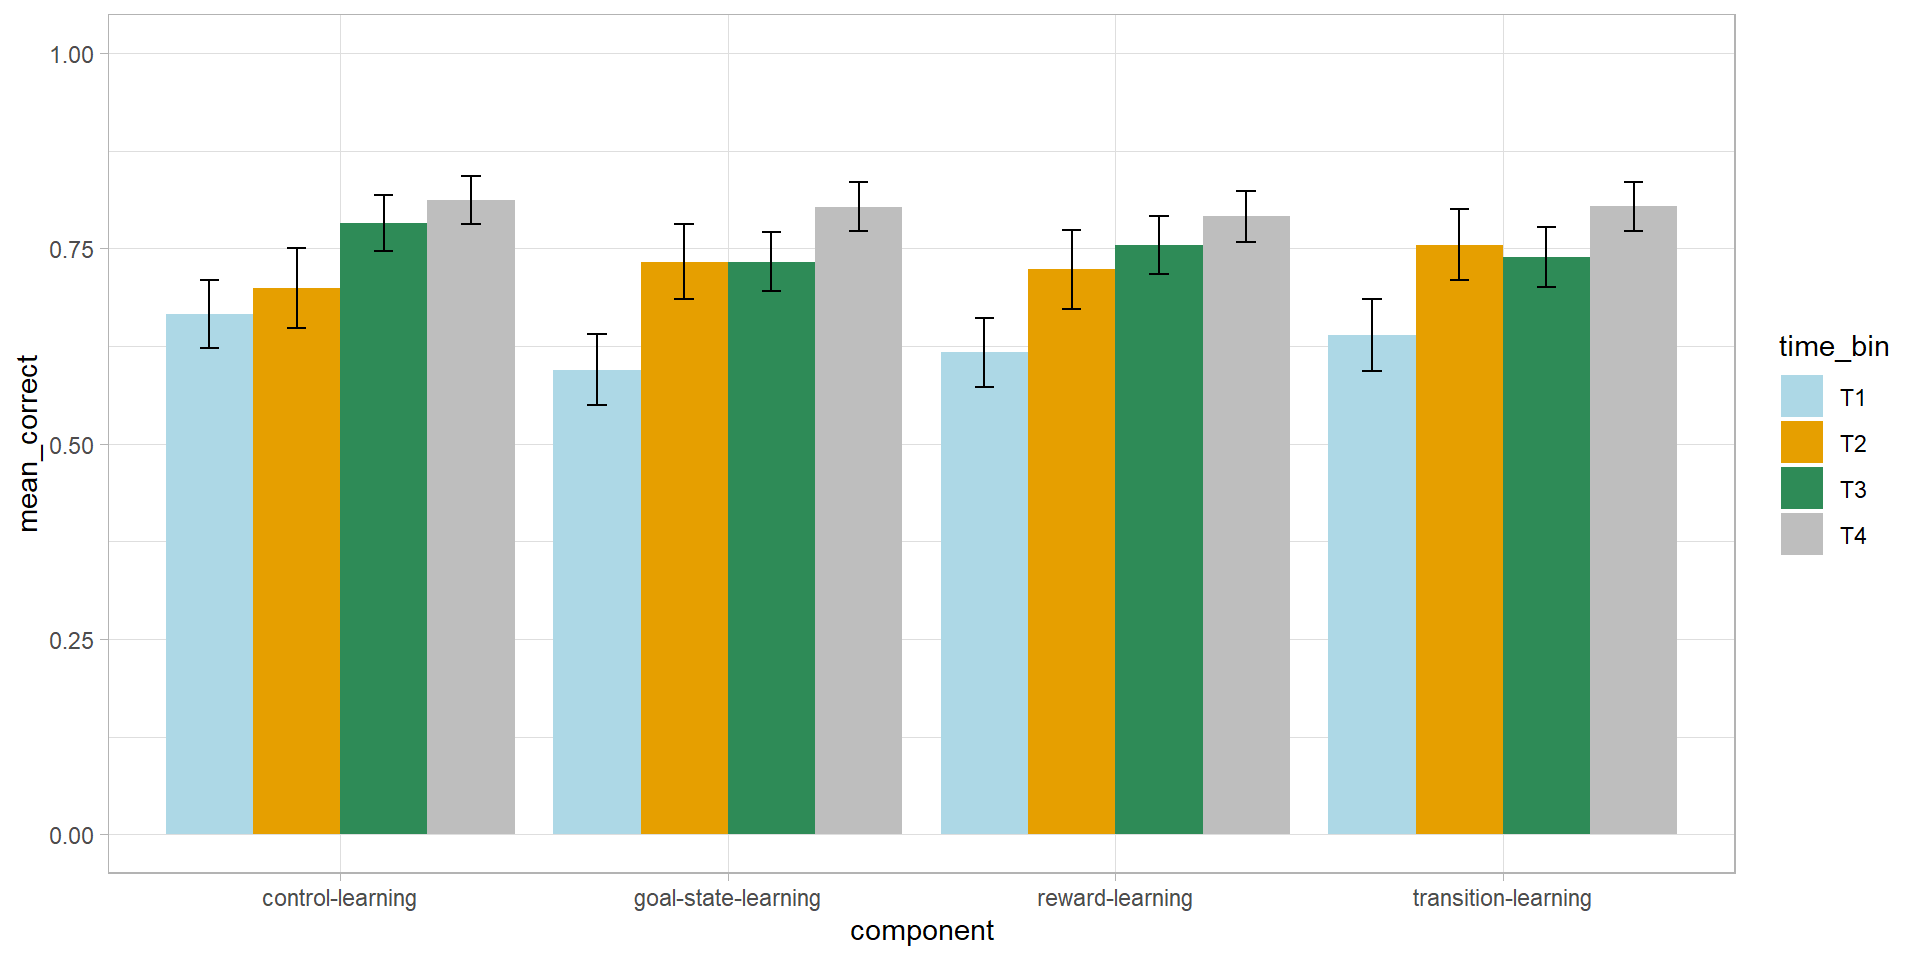 mean_correct
1.00
0.75
0.50
0.25
0.00
control-learning
goal-state-learning
reward-learning
transition-learning
component
time_bin
T1
T2
T3
T4